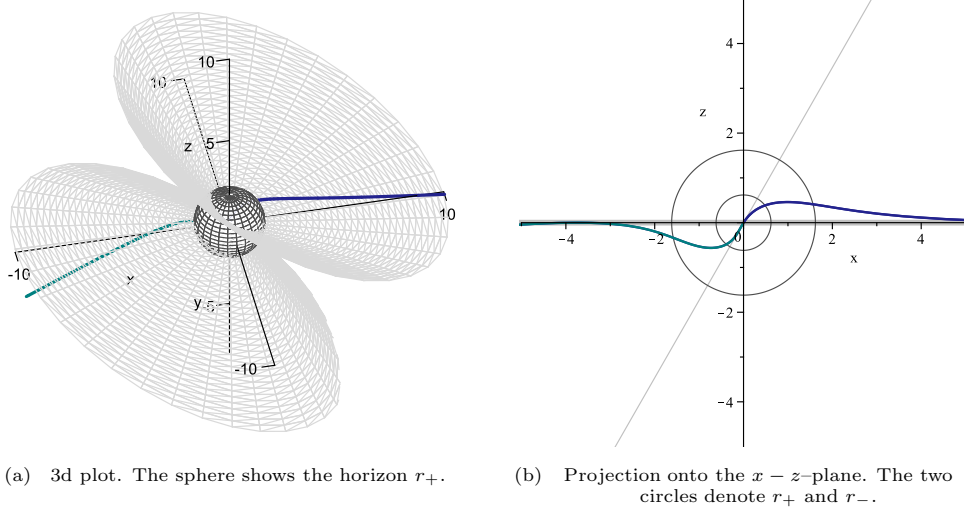 10
10
z
5
10
-10
x
y
-5
-10
(a) 3d plot. The sphere shows the horizon r₊.
4
z
2
−4
−2
0
2
4
x
−2
−4
(b) Projection onto the x − z–plane. The two
circles denote r₊ and r₋.